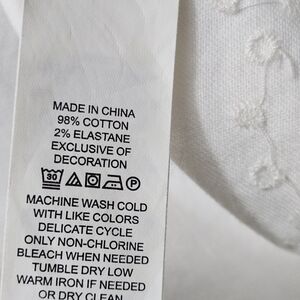 MADE IN CHINA
98% COTTON
2% ELASTANE
EXCLUSIVE OF
DECORATION
30 P
MACHINE WASH COLD
WITH LIKE COLORS
DELICATE CYCLE
ONLY NON-CHLORINE
BLEACH WHEN NEEDED
TUMBLE DRY LOW
WARM IRON IF NEEDED
OR DRY CLEAN